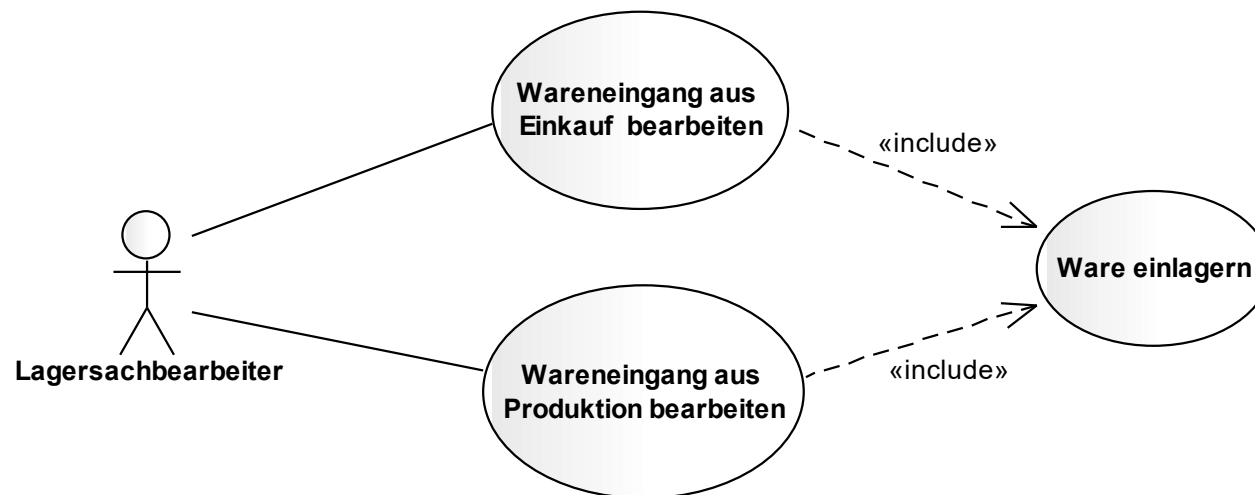 Wareneingang aus
Einkauf bearbeiten
«include»
Ware einlagern
Lagersachbearbeiter
Wareneingang aus
Produktion bearbeiten
«include»